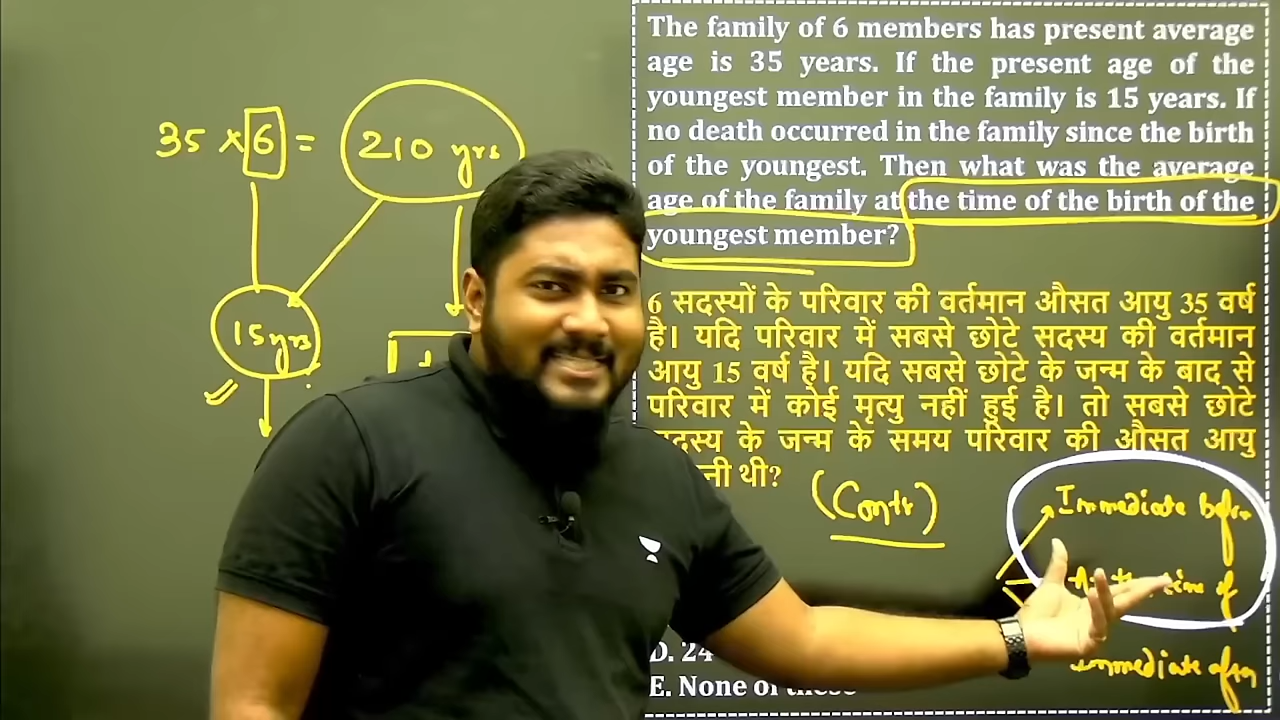 The family of 6 members has present average
age is 35 years. If the present age of the
youngest member in the family is 15 years. If
no death occurred in the family since the birth
of the youngest. Then what was the average
age of the family at the time of the birth of the
youngest member?
6 सदस्यों के परिवार की वर्तमान औसत आयु 35 वर्ष
है। यदि परिवार में सबसे छोटे सदस्य की वर्तमान
आयु 15 वर्ष है। यदि सबसे छोटे के जन्म के बाद से
परिवार में कोई मृत्यु नहीं हुई है। तो सबसे छोटे
के जन्म के समय परिवार की औसत आयु
थी?
D. 24
E. None of these
35 × 6 = 210 yrs
15 yrs
(Contr)
Immediate befor
time of
immediate after